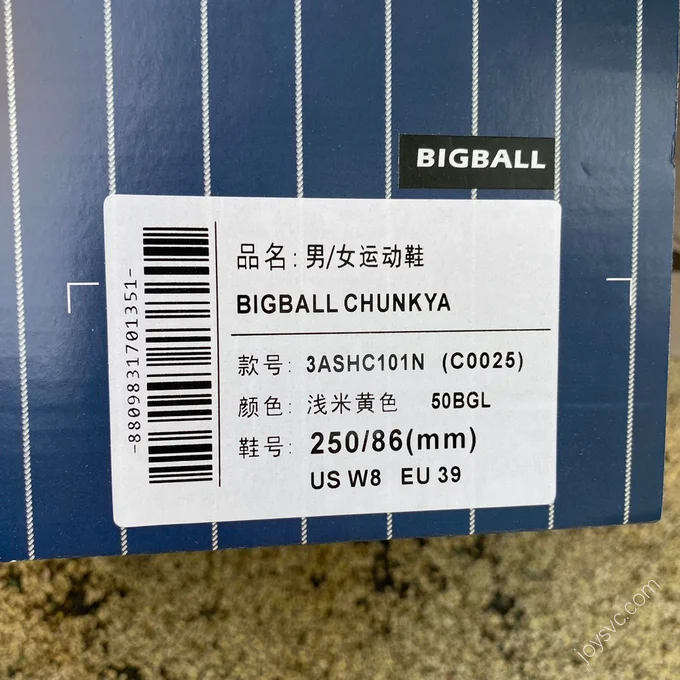 BIGBALL
品名: 男/女运动鞋
BIGBALL CHUNKYA
款号: 3ASHC101N (C0025)
颜色: 浅米黄色 50BGL
鞋号: 250/86(mm)
US W8 EU 39
-8809831701351-
joysvc.com